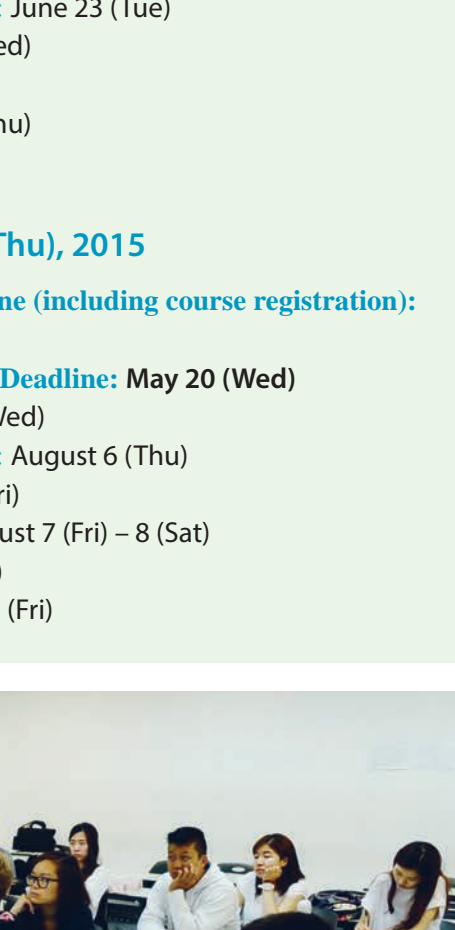 : June 23 (Tue)
ed)
hu)
Thu), 2015
ne (including course registration):
Deadline: May 20 (Wed)
Wed)
: August 6 (Thu)
ri)
ust 7 (Fri) – 8 (Sat)
)
(Fri)